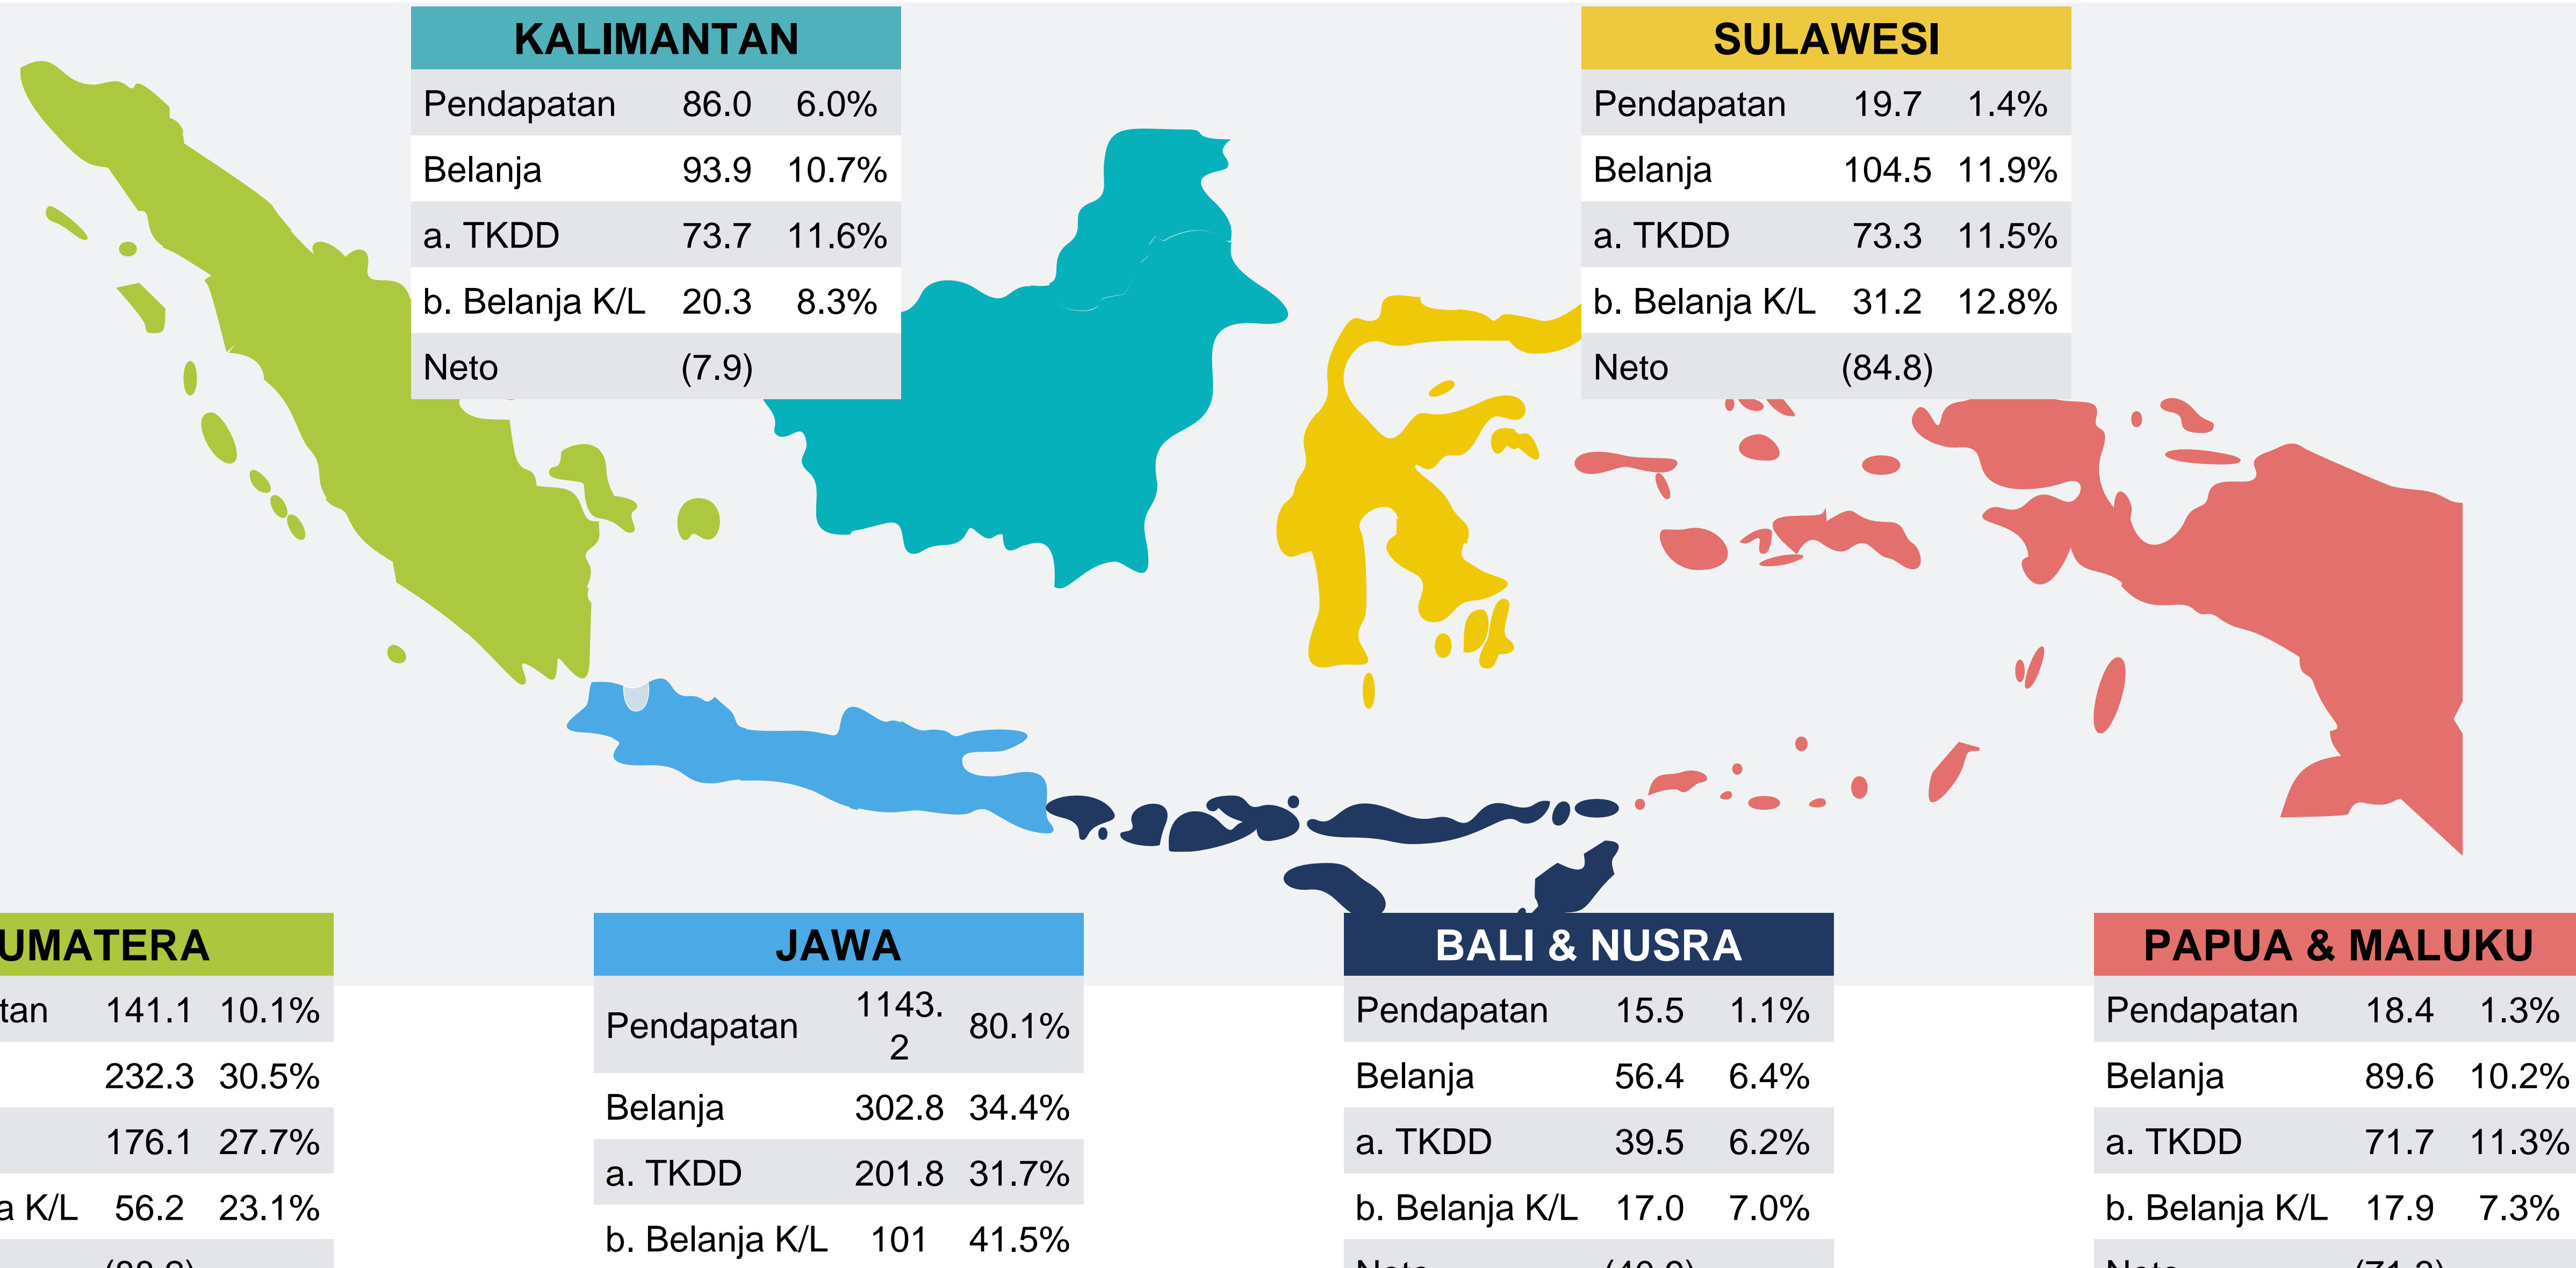 KALIMANTAN
Pendapatan 86.0 6.0%
Belanja 93.9 10.7%
a. TKDD 73.7 11.6%
b. Belanja K/L 20.3 8.3%
Neto (7.9)
SULAWESI
Pendapatan 19.7 1.4%
Belanja 104.5 11.9%
a. TKDD 73.3 11.5%
b. Belanja K/L 31.2 12.8%
Neto (84.8)
UMATERA
tan 141.1 10.1%
232.3 30.5%
176.1 27.7%
a K/L 56.2 23.1%
JAWA
Pendapatan 1143.
2 80.1%
Belanja 302.8 34.4%
a. TKDD 201.8 31.7%
b. Belanja K/L 101 41.5%
BALI & NUSRA
Pendapatan 15.5 1.1%
Belanja 56.4 6.4%
a. TKDD 39.5 6.2%
b. Belanja K/L 17.0 7.0%
PAPUA & MALUKU
Pendapatan 18.4 1.3%
Belanja 89.6 10.2%
a. TKDD 71.7 11.3%
b. Belanja K/L 17.9 7.3%